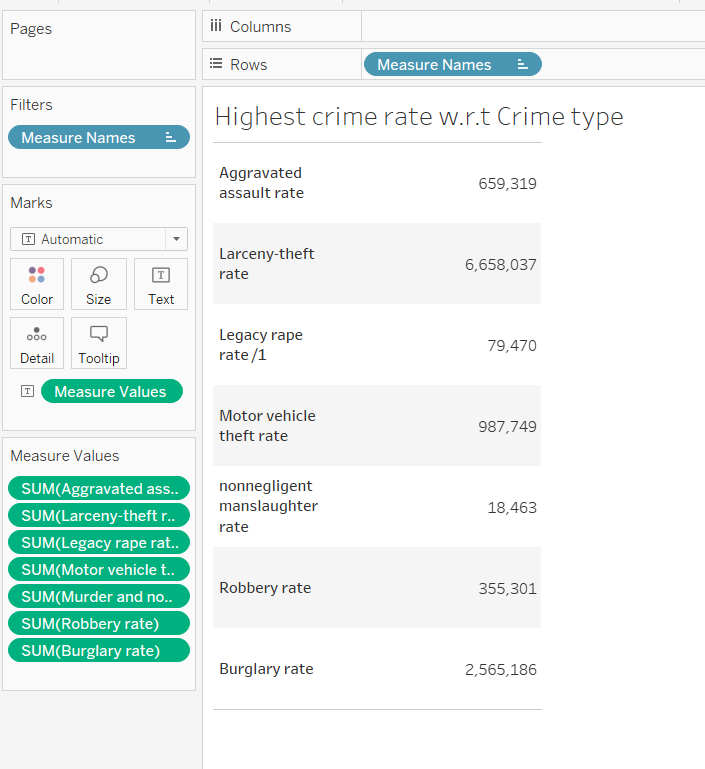 Pages
Columns
Rows
Measure Names
Filters
Measure Names
Marks
Automatic
Color
Size
Text
Detail
Tooltip
Measure Values
Measure Values
SUM(Aggravated ass..
SUM(Larceny-theft r..
SUM(Legacy rape rat..
SUM(Motor vehicle t..
SUM(Murder and no..
SUM(Robbery rate)
SUM(Burglary rate)
Highest crime rate w.r.t Crime type
Aggravated
assault rate
659,319
Larceny-theft
rate
6,658,037
Legacy rape
rate /1
79,470
Motor vehicle
theft rate
987,749
nonnegligent
manslaughter
rate
18,463
Robbery rate
355,301
Burglary rate
2,565,186